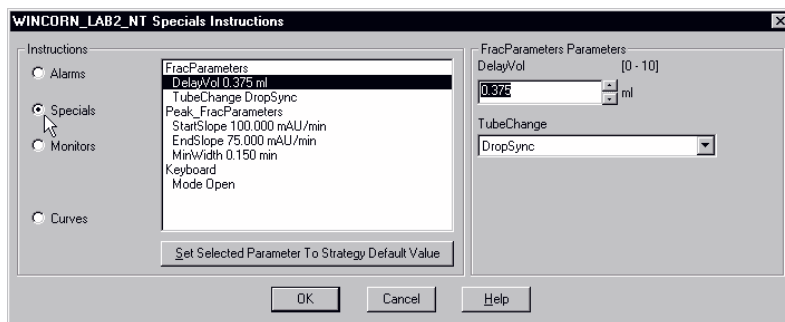 WINCORN_LAB2_NT Specials Instructions
Instructions
Alarms
Specials
Monitors
Curves
FracParameters
DelayVol 0.375 ml
TubeChange DropSync
Peak_FracParameters
StartSlope 100.000 mAU/min
EndSlope 75.000 mAU/min
MinWidth 0.150 min
Keyboard
Mode Open
Set Selected Parameter To Strategy Default Value
FracParameters Parameters
DelayVol [0 - 10]
0.375 ml
TubeChange
DropSync
OK Cancel Help